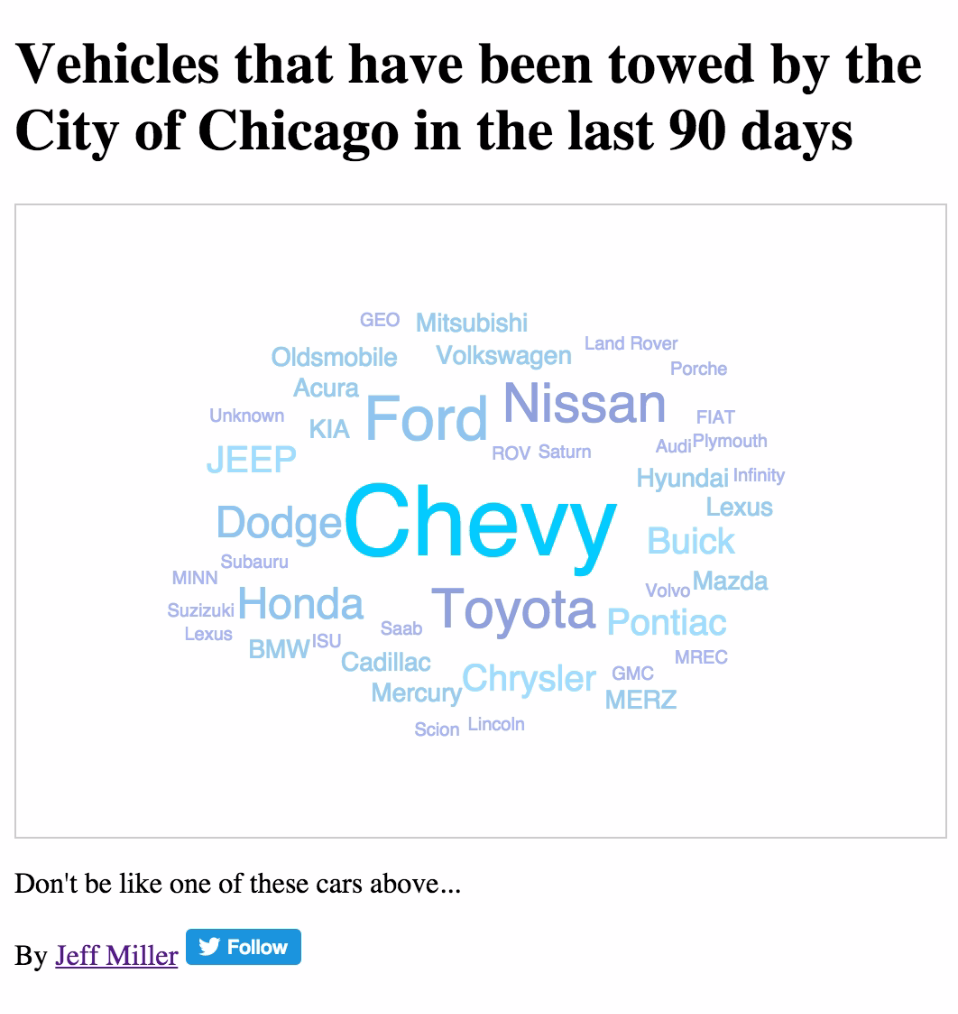 Vehicles that have been towed by the
City of Chicago in the last 90 days
GEO Mitsubishi
Land Rover
Oldsmobile Volkswagen
Porche
Acura
Nissan
Unknown KIA Ford FIAT
Audi Plymouth
JEEP ROV Saturn
Hyundai Infinity
Lexus
Dodge Chevy Buick
Subauru
MINN Volvo Mazda
Suzizuki Honda Toyota Pontiac
Lexus BMW ISU Saab
Cadillac MREC
Chrysler GMC
Mercury MERZ
Scion Lincoln
Don't be like one of these cars above...
By Jeff Miller Follow